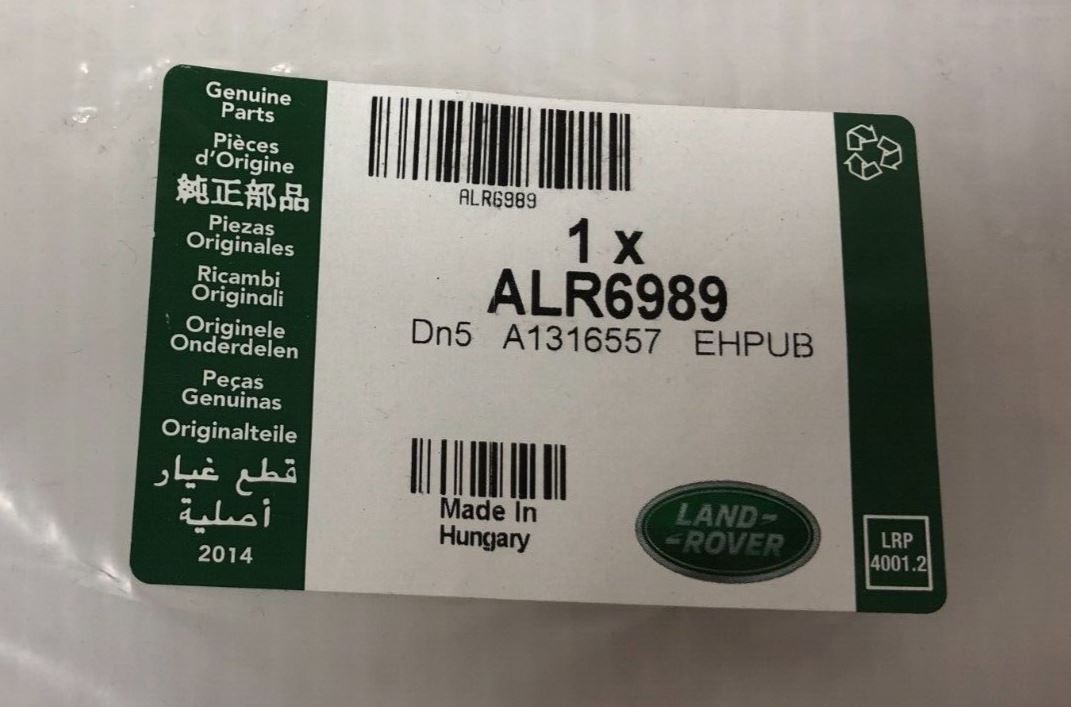 Genuine
Parts
Pièces
d'Origine
純正部品
Piezas
Originales
Ricambi
Originali
Originele
Onderdelen
Peças
Genuinas
Originalteile
قطع غيار
أصلية
2014
ALR6989
1 x
ALR6989
Dn5 A1316557 EHPUB
Made In
Hungary
LAND-
-ROVER
LRP
4001.2